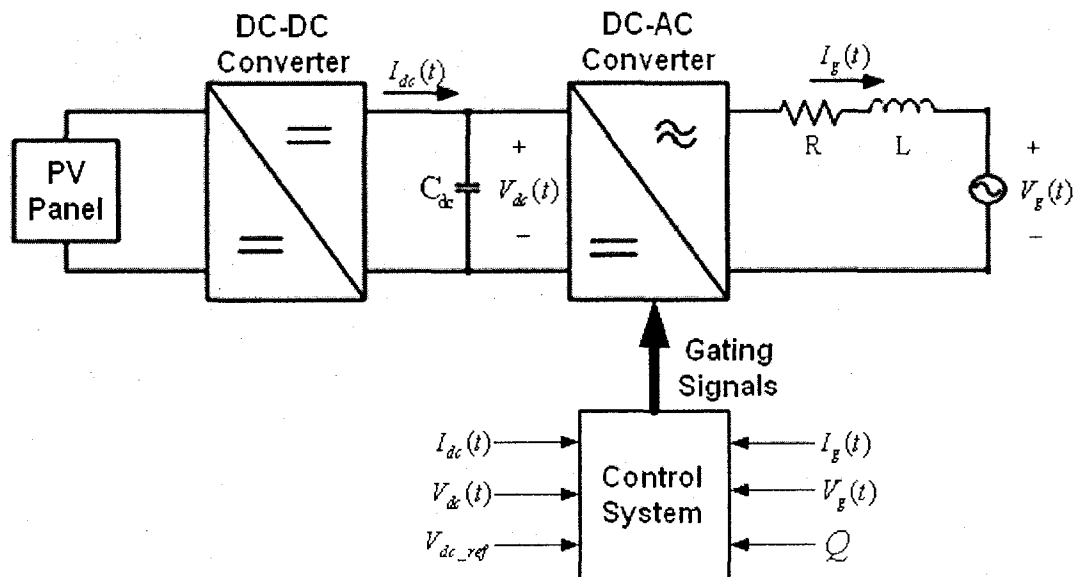 DC-DC
Converter
DC-AC
Converter
I_dc(t)
I_g(t)
PV
Panel
C_dc
+
V_dc(t)
−
R
L
+
V_g(t)
−
Gating
Signals
I_dc(t)
V_dc(t)
V_dc_ref
Control
System
I_g(t)
V_g(t)
Q